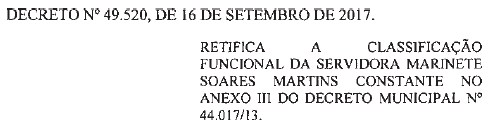 DECRETO Nº 49.520, DE 16 DE SETEMBRO DE 2017.
RETIFICA A CLASSIFICAÇÃO
FUNCIONAL DA SERVIDORA MARINETE
SOARES MARTINS CONSTANTE NO
ANEXO III DO DECRETO MUNICIPAL Nº
44.017/13.